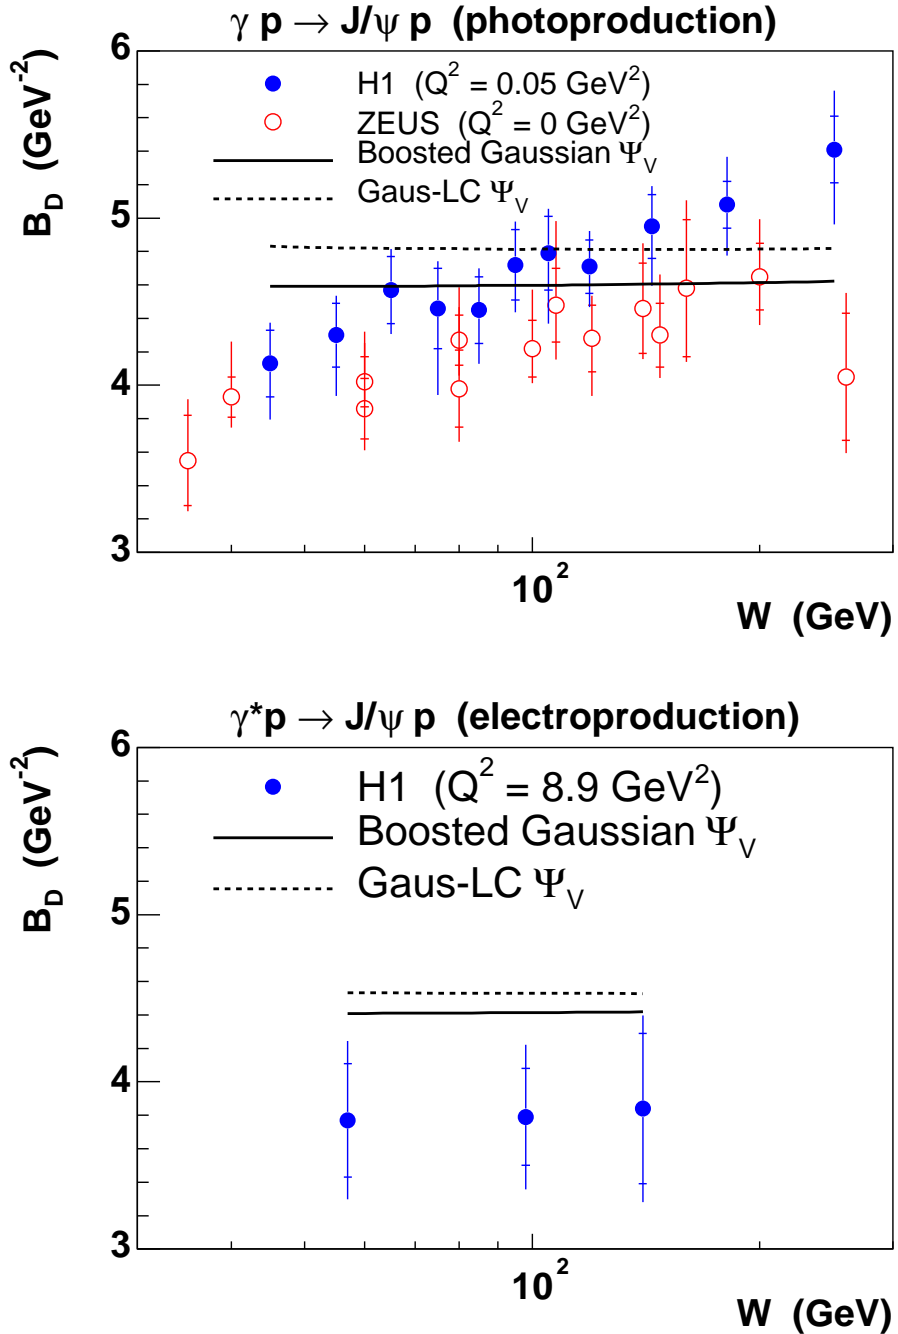 γ p → J/ψ p (photoproduction)
B_D (GeV^-2)
6
H1 (Q^2 = 0.05 GeV^2)
ZEUS (Q^2 = 0 GeV^2)
Boosted Gaussian Ψ_V
Gaus-LC Ψ_V
5
4
3
10^2
W (GeV)
γ*p → J/ψ p (electroproduction)
B_D (GeV^-2)
6
H1 (Q^2 = 8.9 GeV^2)
Boosted Gaussian Ψ_V
Gaus-LC Ψ_V
5
4
3
10^2
W (GeV)